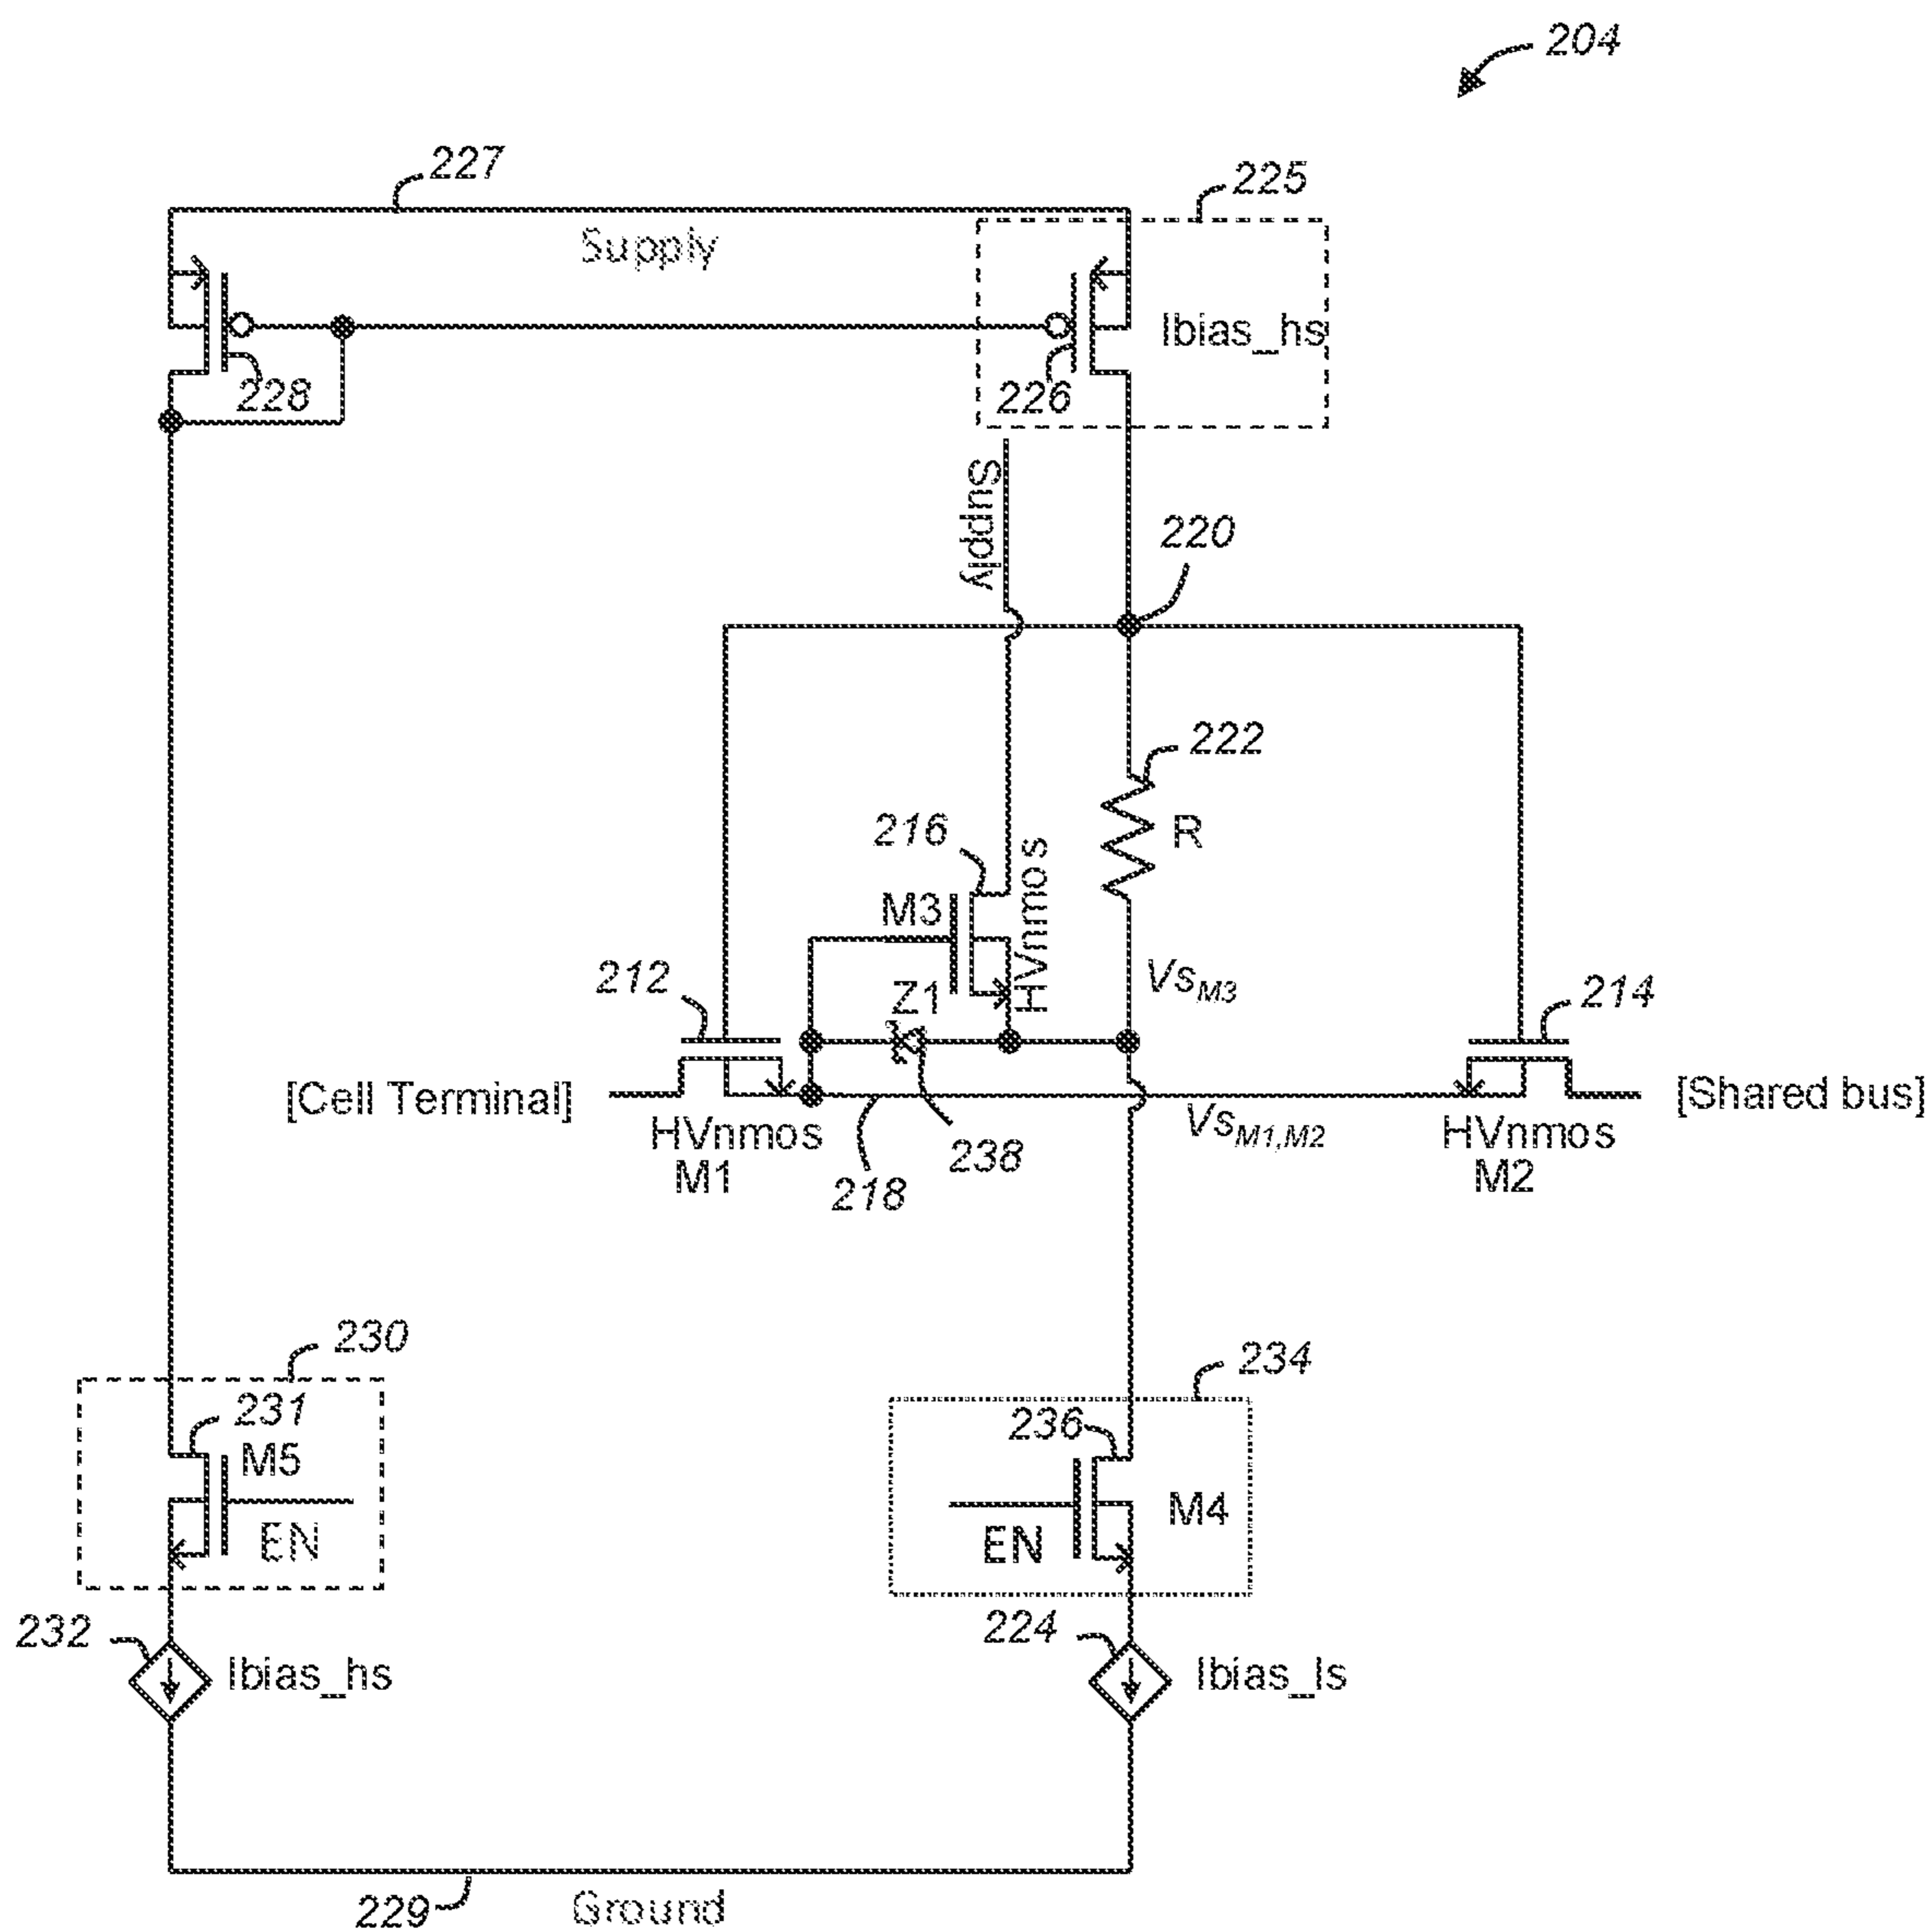 204
227
225
Supply
Ibias_hs
228
226
Supply
220
222
R
216
M3
HVnmos
212
Z1
VsM3
214
[Cell Terminal]
[Shared bus]
HVnmos
M1
238
218
VsM1,M2
HVnmos
M2
230
234
231
M5
EN
236
M4
EN
232
Ibias_hs
224
Ibias_ls
229
Ground